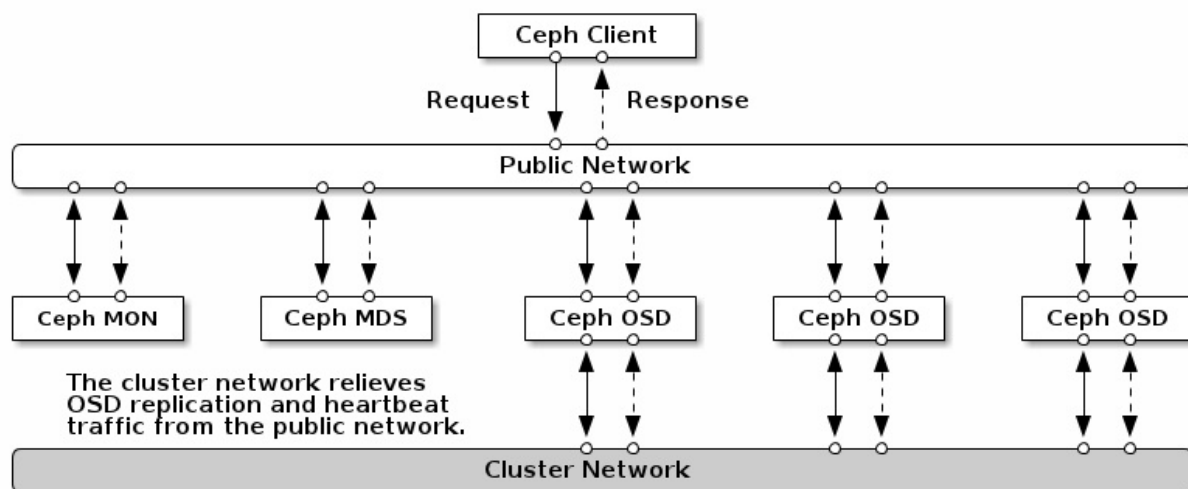 Ceph Client
Request
Response
Public Network
Ceph MON
Ceph MDS
Ceph OSD
Ceph OSD
Ceph OSD
The cluster network relieves
OSD replication and heartbeat
traffic from the public network.
Cluster Network